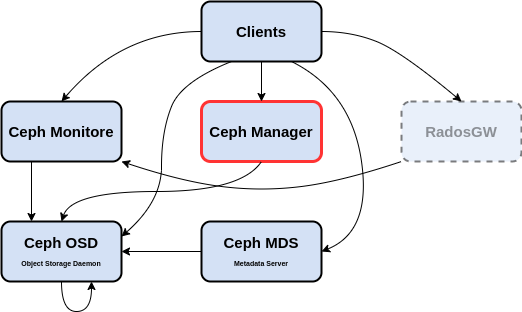 Clients
Ceph Monitore
Ceph Manager
RadosGW
Ceph OSD
Object Storage Daemon
Ceph MDS
Metadata Server